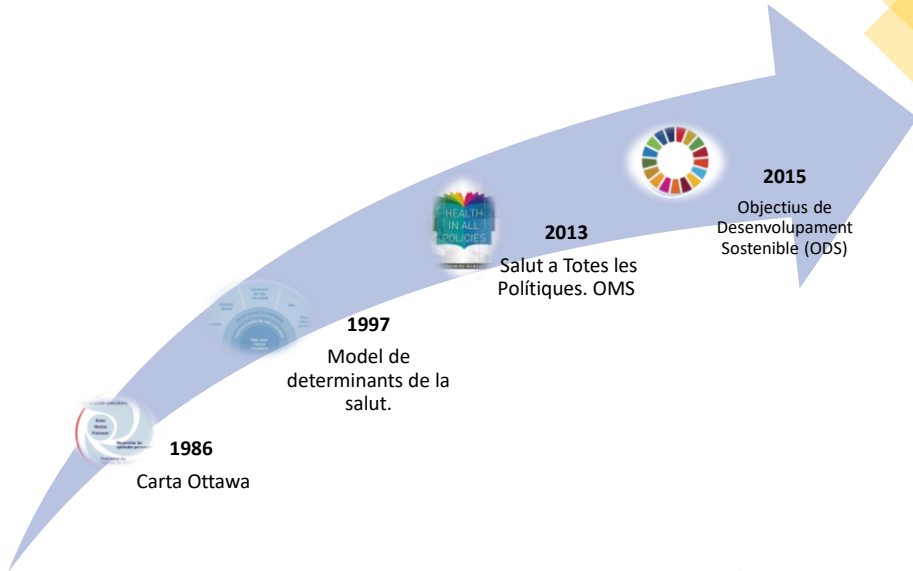 1986
Carta Ottawa
1997
Model de
determinants de la
salut.
HEALTH
IN ALL
POLICIES
2013
Salut a Totes les
Polítiques. OMS
2015
Objectius de
Desenvolupament
Sostenible (ODS)